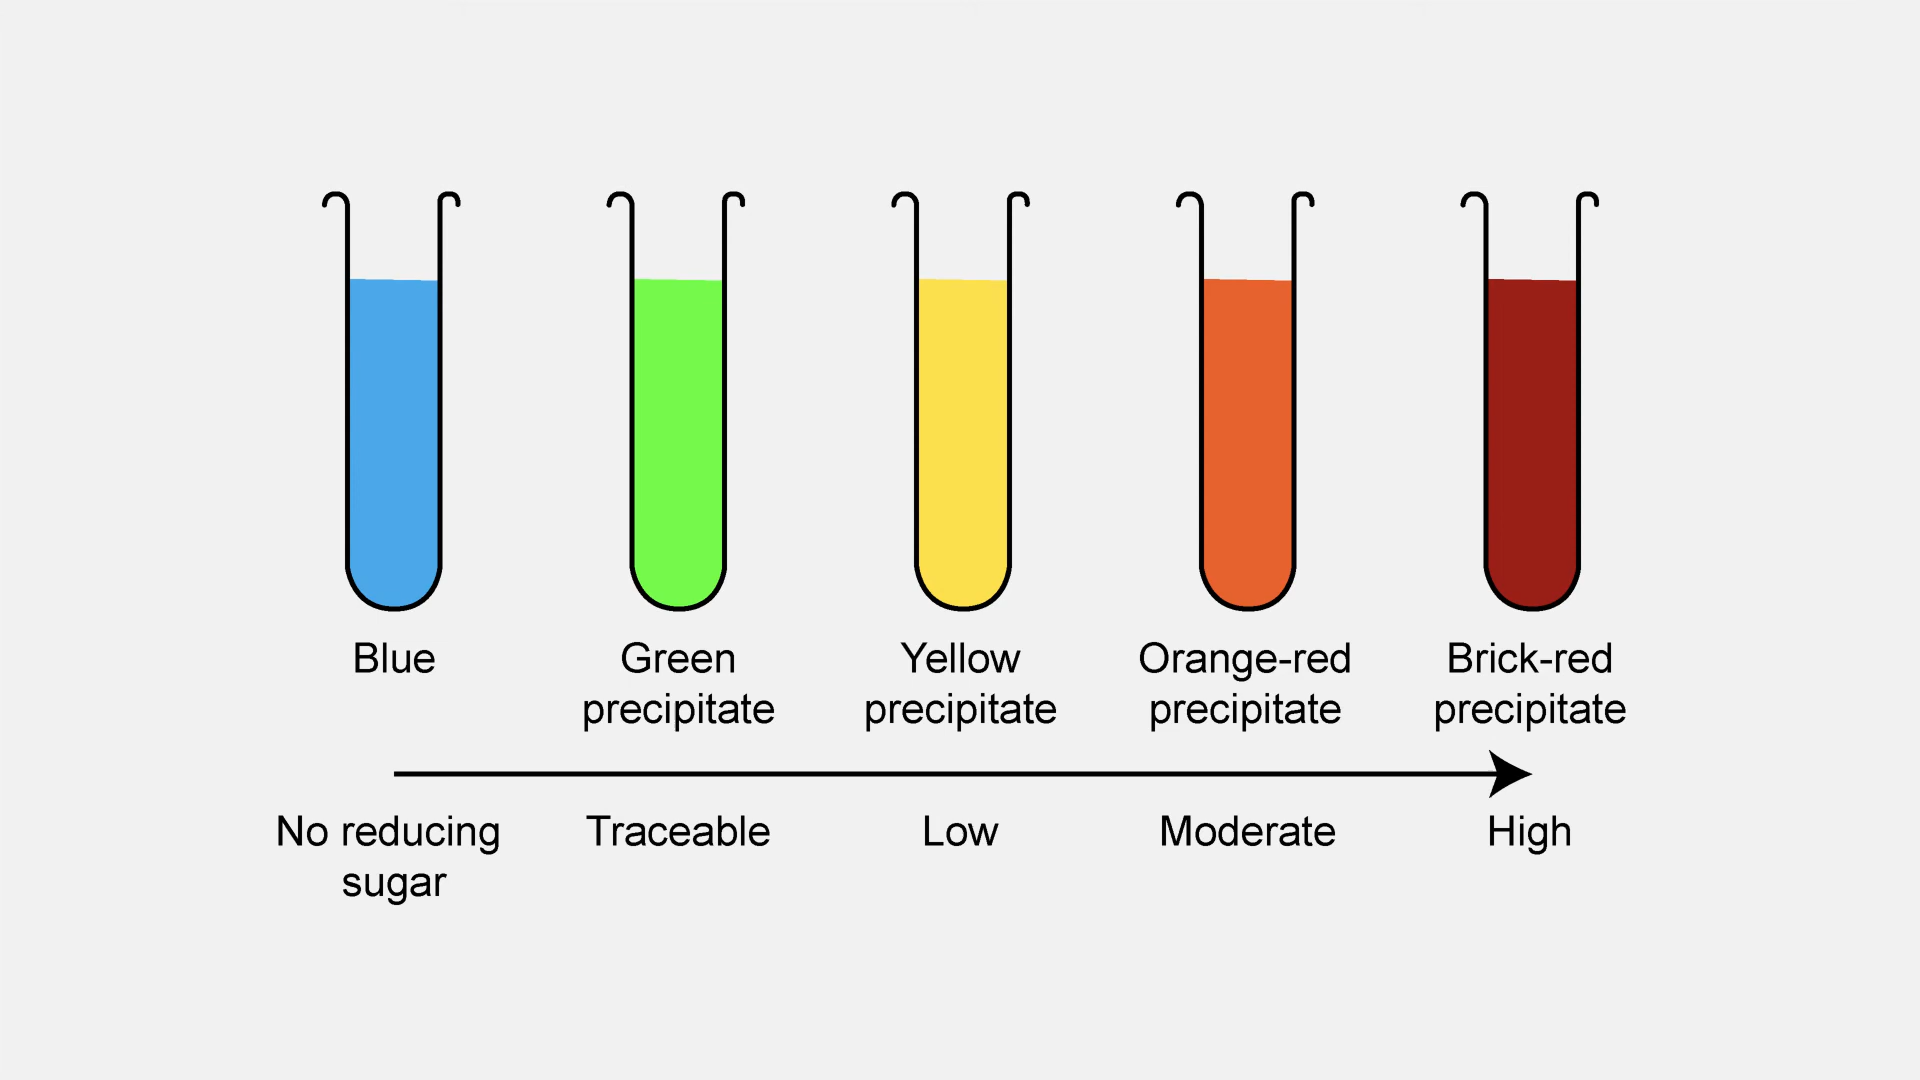 Blue
Green
precipitate
Yellow
precipitate
Orange-red
precipitate
Brick-red
precipitate
No reducing
sugar
Traceable
Low
Moderate
High